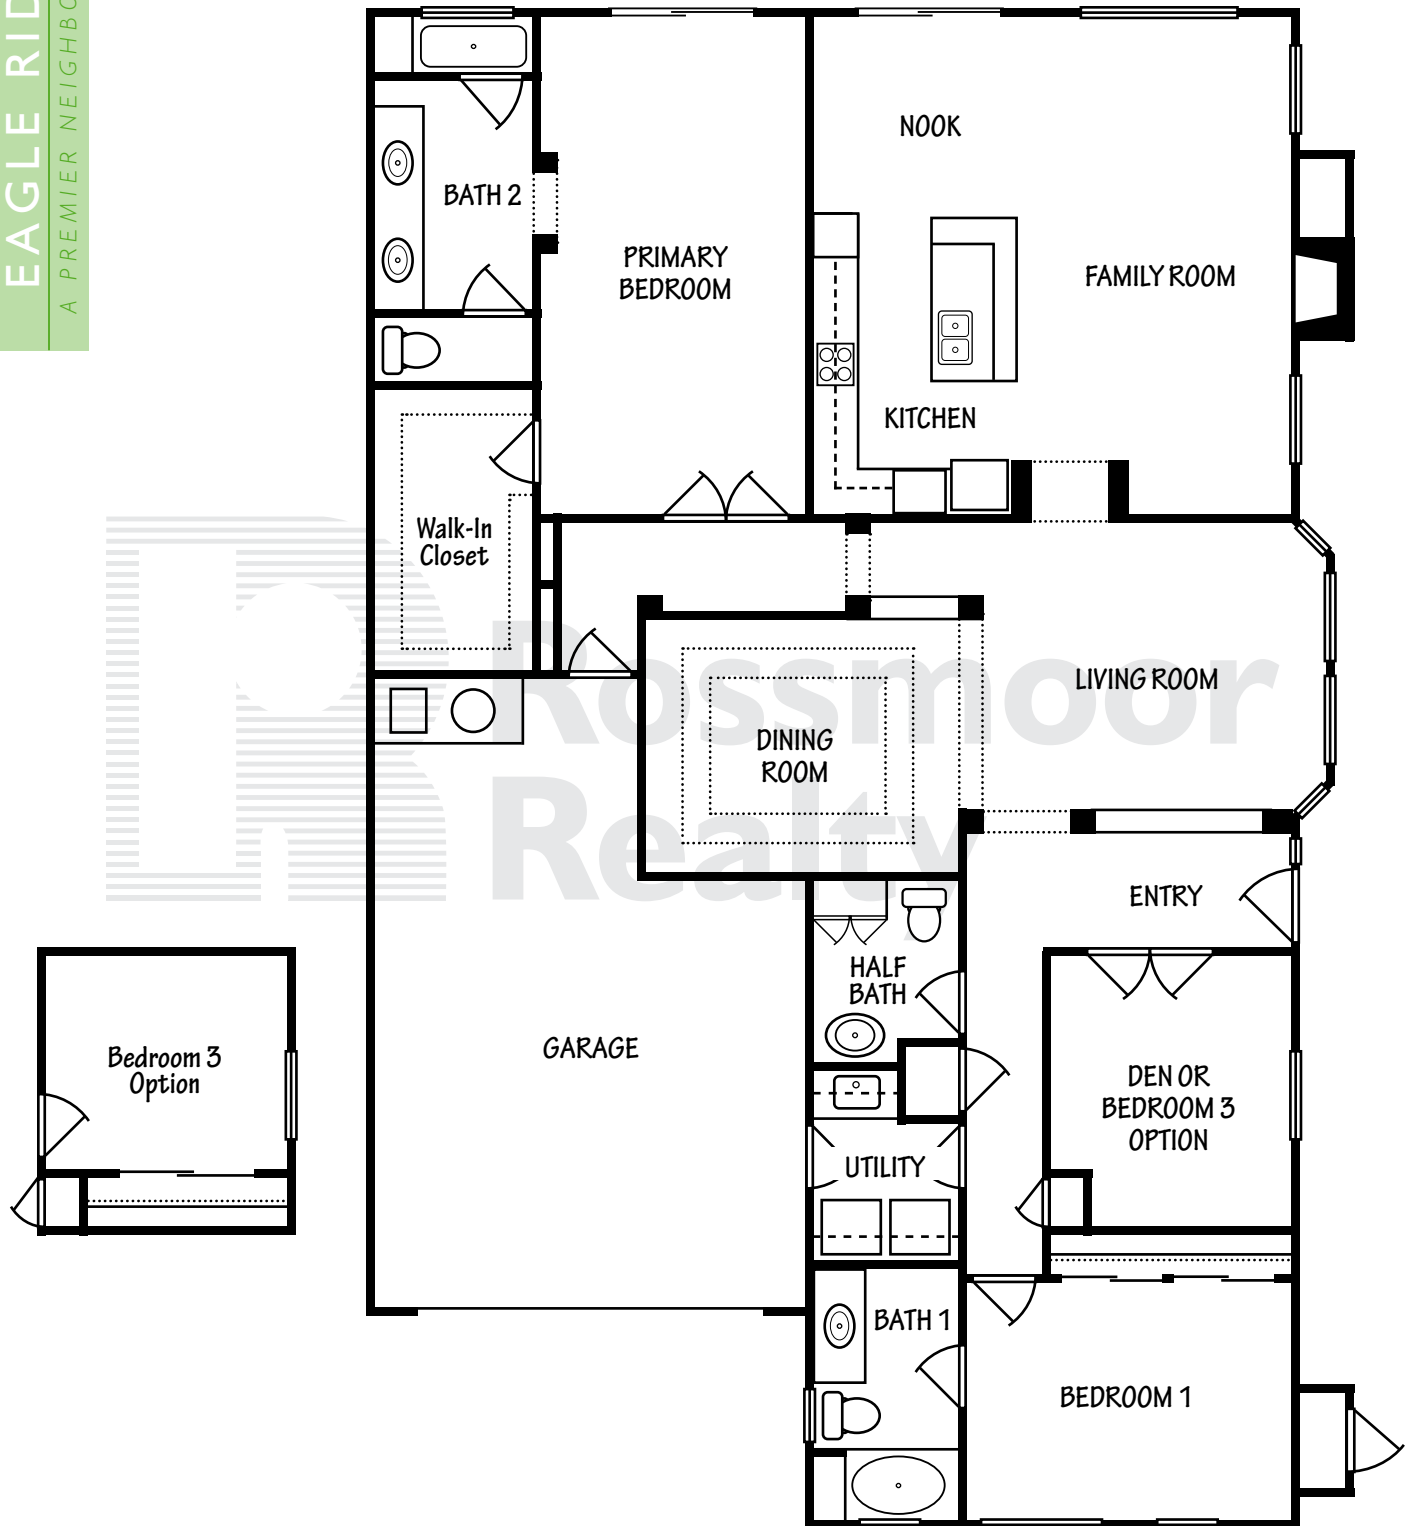 EAGLE RID
A PREMIER NEIGHBO
NOOK
BATH 2
PRIMARY
BEDROOM
FAMILY ROOM
KITCHEN
Walk-In
Closet
Rossmoor
Realty
LIVING ROOM
DINING
ROOM
ENTRY
HALF
BATH
GARAGE
Bedroom 3
Option
DEN OR
BEDROOM 3
OPTION
UTILITY
BATH 1
BEDROOM 1